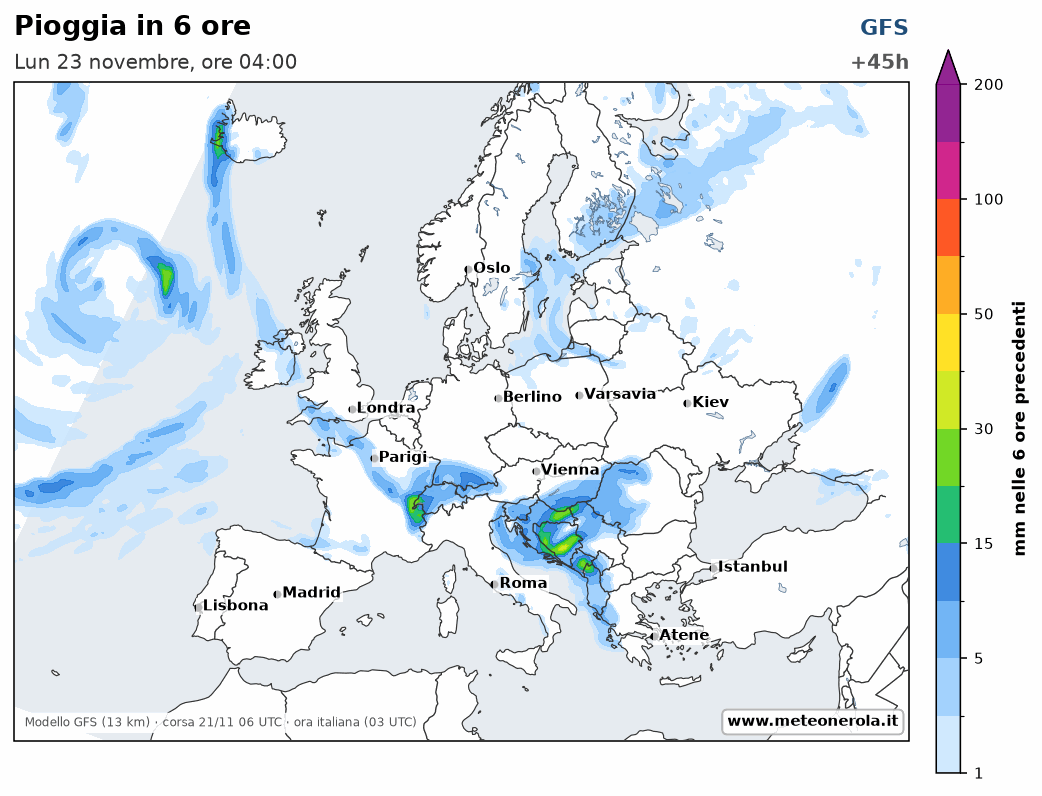 Pioggia in 6 ore
GFS
Lun 23 novembre, ore 04:00
+45h
Oslo
Berlino
Varsavia
Kiev
Londra
Parigi
Vienna
Istanbul
Roma
Madrid
Lisbona
Atene
Modello GFS (13 km) · corsa 21/11 06 UTC · ora italiana (03 UTC)
www.meteonerola.it
200
100
50
30
15
5
1
mm nelle 6 ore precedenti